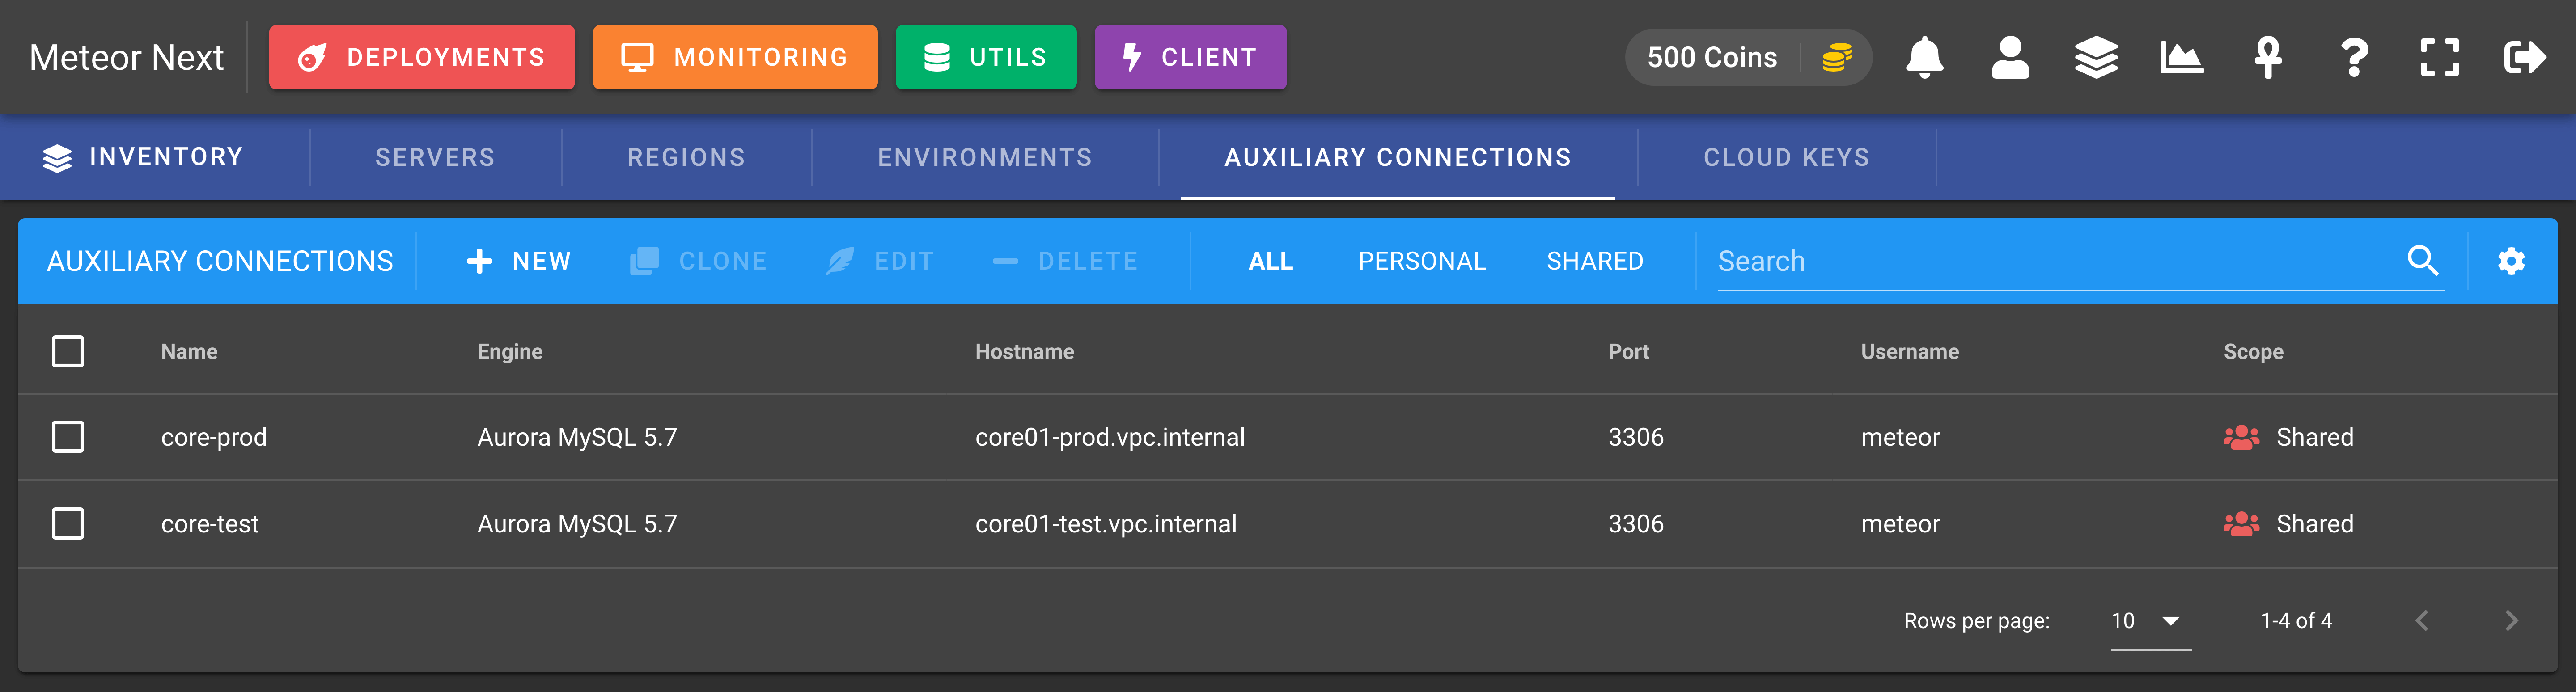 Meteor Next DEPLOYMENTS MONITORING UTILS CLIENT 500 Coins ?
INVENTORY SERVERS REGIONS ENVIRONMENTS AUXILIARY CONNECTIONS CLOUD KEYS
AUXILIARY CONNECTIONS NEW CLONE EDIT DELETE ALL PERSONAL SHARED Search
Name Engine Hostname Port Username Scope
core-prod Aurora MySQL 5.7 core01-prod.vpc.internal 3306 meteor Shared
core-test Aurora MySQL 5.7 core01-test.vpc.internal 3306 meteor Shared
Rows per page: 10 1-4 of 4